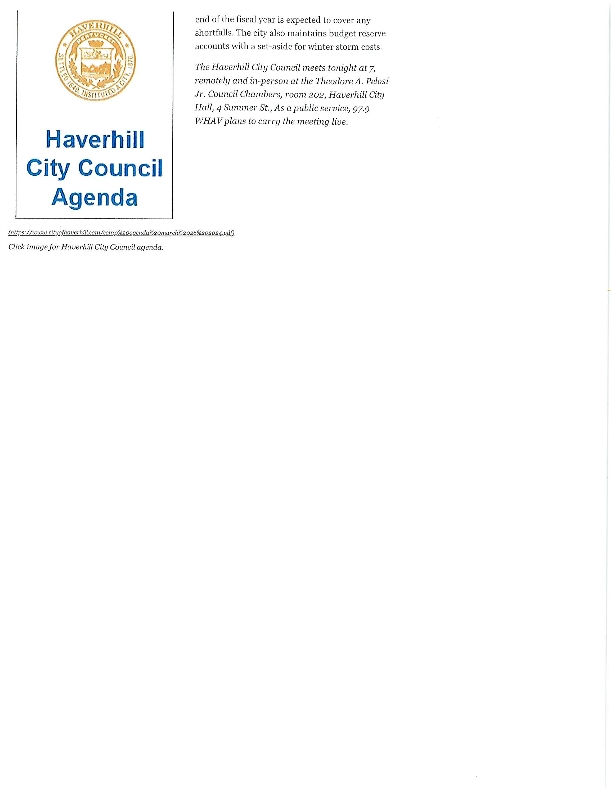 HAVERHILL
Haverhill
City Council
Agenda
end of the fiscal year is expected to cover any
shortfalls. The city also maintains budget reserve
accounts with a set-aside for winter storm costs.
The Haverhill City Council meets tonight at 7,
remotely and in-person at the Theodore A. Pelosi
Jr. Council Chambers, room 202, Haverhill City
Hall, 4 Summer St., As a public service, 97.9
WHAV plans to carry the meeting live.
Click image for Haverhill City Council agenda.